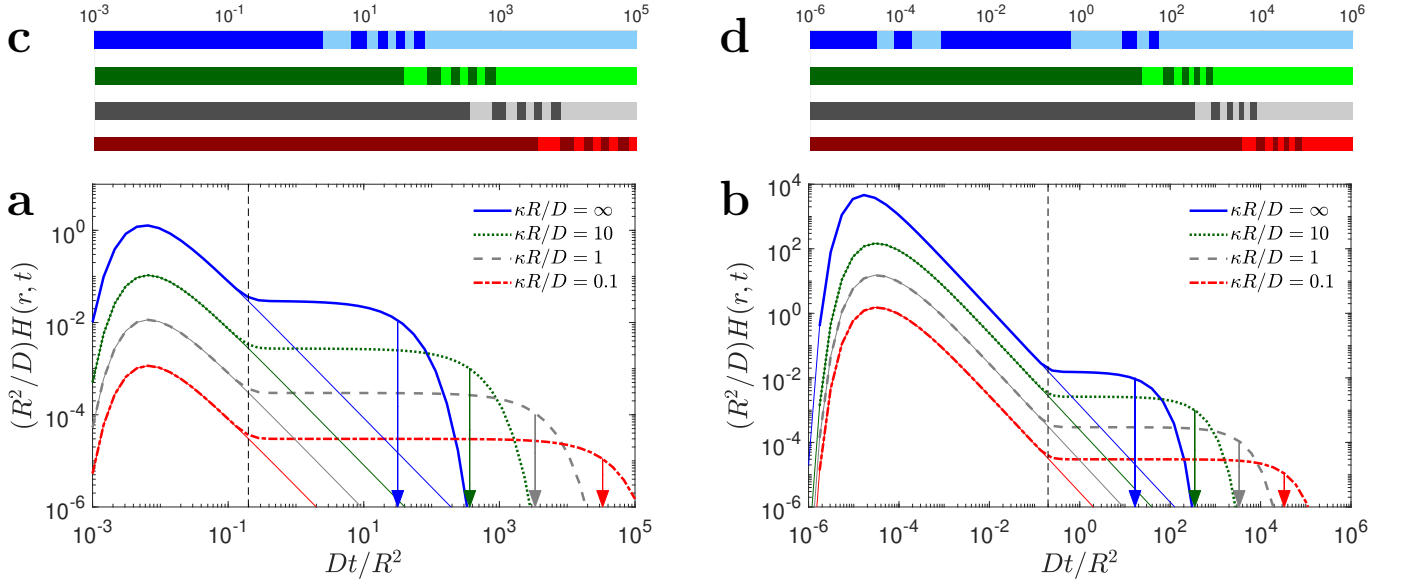 c
10^-3 10^-1 10^1 10^3 10^5
d
10^-6 10^-4 10^-2 10^0 10^2 10^4 10^6
a
10^0
10^-2
10^-4
10^-6
(R^2/D)H(r, t)
κR/D = ∞
κR/D = 10
κR/D = 1
κR/D = 0.1
10^-3 10^-1 10^1 10^3 10^5
Dt/R^2
b
10^4
10^2
10^0
10^-2
10^-4
10^-6
(R^2/D)H(r, t)
κR/D = ∞
κR/D = 10
κR/D = 1
κR/D = 0.1
10^-6 10^-4 10^-2 10^0 10^2 10^4 10^6
Dt/R^2